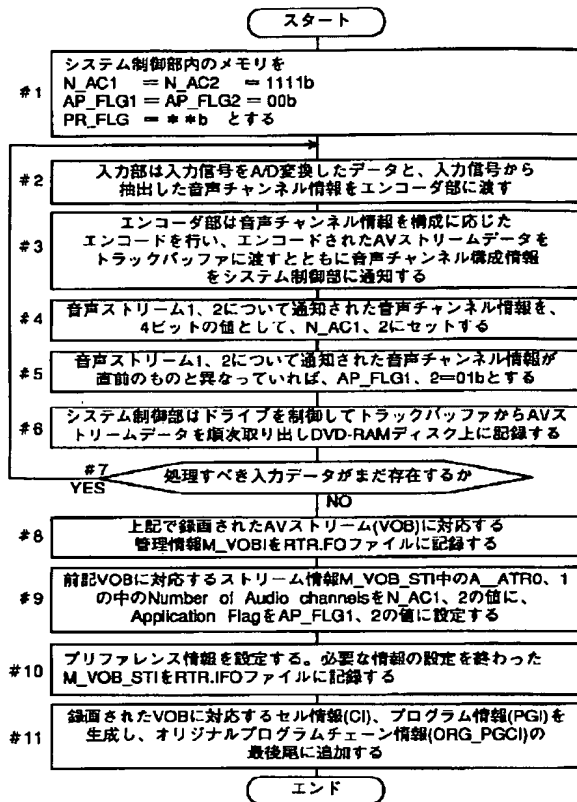 スタート
#1
システム制御部内のメモリを
N_AC1 = N_AC2 = 1111b
AP_FLG1 = AP_FLG2 = 00b
PR_FLG = **b とする
#2
入力部は入力信号をA/D変換したデータと、入力信号から
抽出した音声チャンネル情報をエンコーダ部に渡す
#3
エンコーダ部は音声チャンネル情報を構成に応じた
エンコードを行い、エンコードされたAVストリームデータを
トラックバッファに渡すとともに音声チャンネル構成情報
をシステム制御部に通知する
#4
音声ストリーム1、2について通知された音声チャンネル情報を、
4ビットの値として、N_AC1、2にセットする
#5
音声ストリーム1、2について通知された音声チャンネル情報が
直前のものと異なっていれば、AP_FLG1、2=01bとする
#6
システム制御部はドライブを制御してトラックバッファからAVス
トリームデータを順次取り出しDVD-RAMディスク上に記録する
#7
YES
処理すべき入力データがまだ存在するか
NO
#8
上記で録画されたAVストリーム(VOB)に対応する
管理情報M_VOBIをRTR.IFOファイルに記録する
#9
前記VOBに対応するストリーム情報M_VOB_STI中のA_ATR0、1
の中のNumber of Audio channelsをN_AC1、2の値に、
Application FlagをAP_FLG1、2の値に設定する
#10
プリファレンス情報を設定する。必要な情報の設定を終わった
M_VOB_STIをRTR.IFOファイルに記録する
#11
録画されたVOBに対応するセル情報(CI)、プログラム情報(PGI)を
生成し、オリジナルプログラムチェーン情報(ORG_PGCI)の
最後尾に追加する
エンド